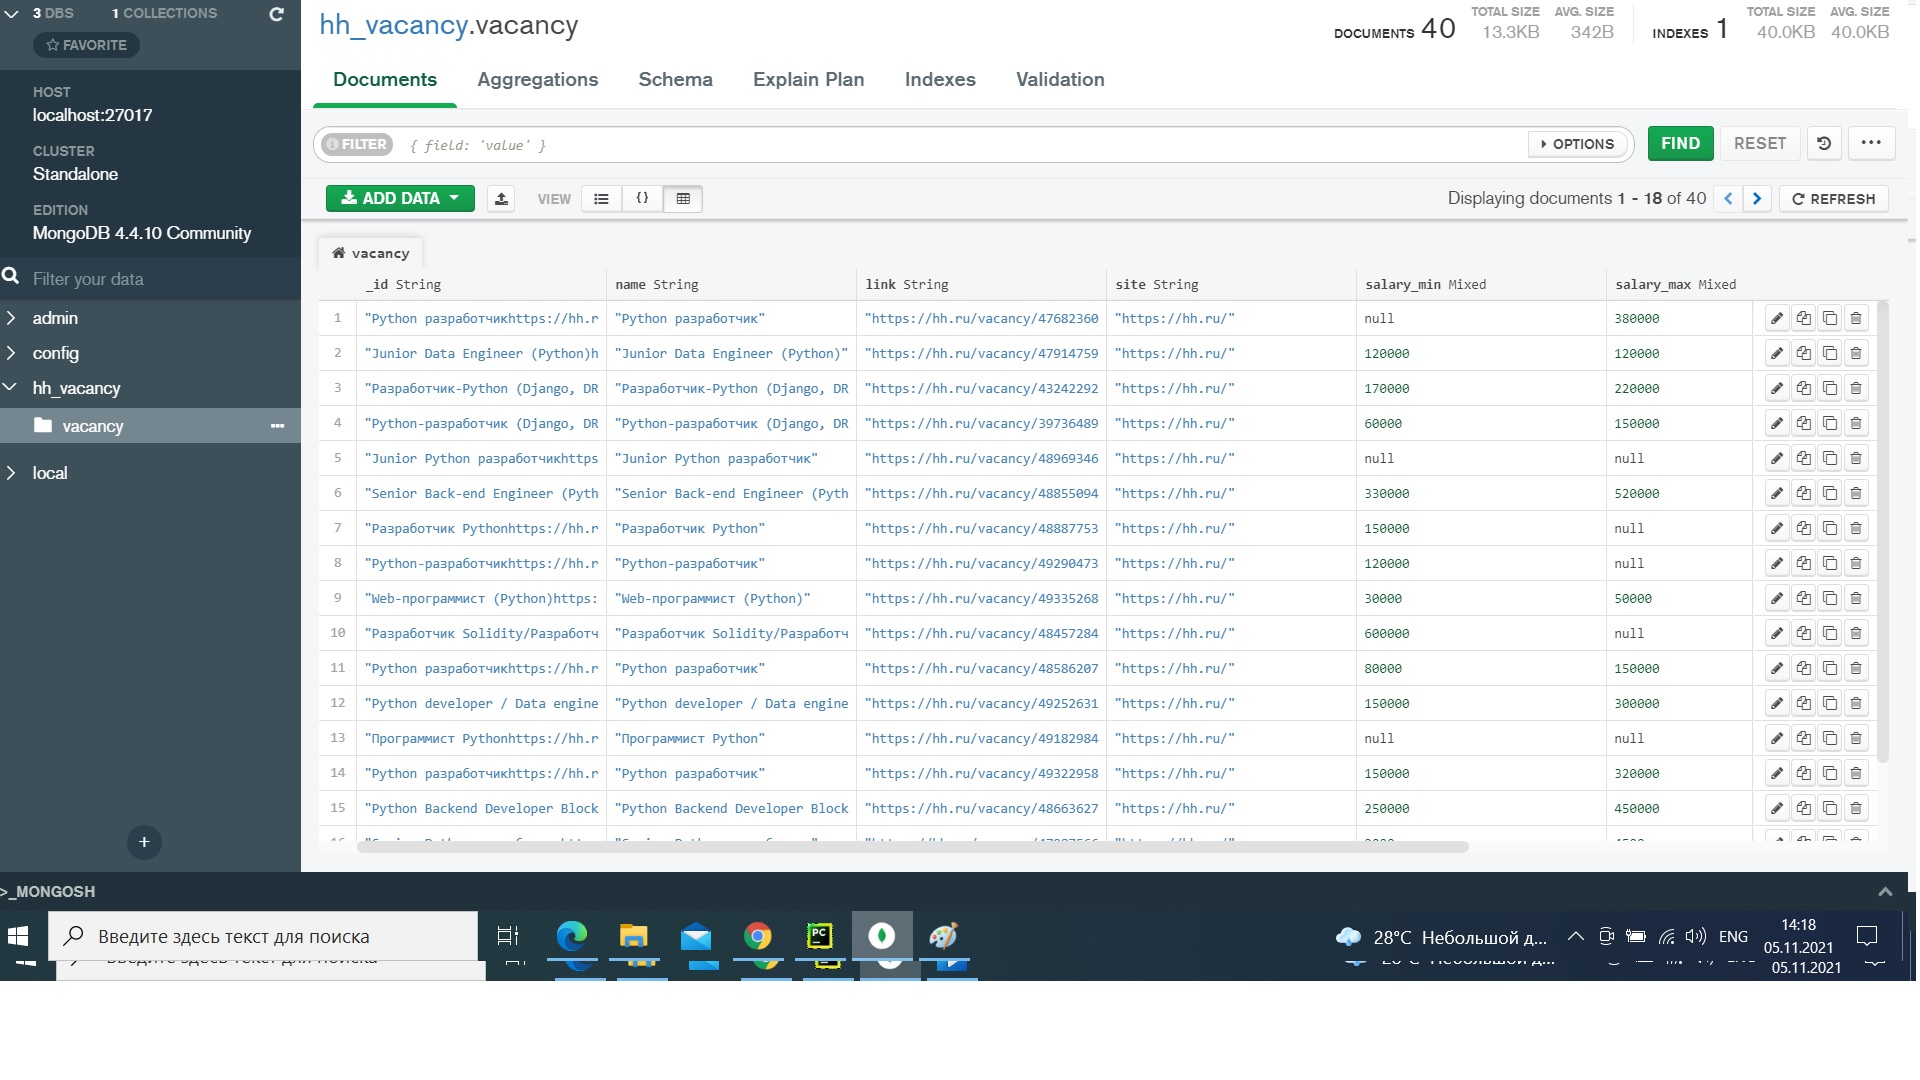 3 DBS 1 COLLECTIONS
FAVORITE
HOST
localhost:27017
CLUSTER
Standalone
EDITION
MongoDB 4.4.10 Community
Filter your data
admin
config
hh_vacancy
vacancy
local
hh_vacancy.vacancy
DOCUMENTS 40 TOTAL SIZE 13.3KB AVG. SIZE 342B INDEXES 1 TOTAL SIZE 40.0KB AVG. SIZE 40.0KB
Documents Aggregations Schema Explain Plan Indexes Validation
FILTER { field: 'value' } OPTIONS FIND RESET
ADD DATA VIEW Displaying documents 1 - 18 of 40 REFRESH
vacancy
_id String name String link String site String salary_min Mixed salary_max Mixed
1 "Python разработчикhttps://hh.r "Python разработчик" "https://hh.ru/vacancy/47682360 "https://hh.ru/" null 380000
2 "Junior Data Engineer (Python)h "Junior Data Engineer (Python)" "https://hh.ru/vacancy/47914759 "https://hh.ru/" 120000 120000
3 "Разработчик-Python (Django, DR "Разработчик-Python (Django, DR "https://hh.ru/vacancy/43242292 "https://hh.ru/" 170000 220000
4 "Python-разработчик (Django, DR "Python-разработчик (Django, DR "https://hh.ru/vacancy/39736489 "https://hh.ru/" 60000 150000
5 "Junior Python разработчикhttps "Junior Python разработчик" "https://hh.ru/vacancy/48969346 "https://hh.ru/" null null
6 "Senior Back-end Engineer (Pyth "Senior Back-end Engineer (Pyth "https://hh.ru/vacancy/48855094 "https://hh.ru/" 330000 520000
7 "Разработчик Pythonhttps://hh.r "Разработчик Python" "https://hh.ru/vacancy/48887753 "https://hh.ru/" 150000 null
8 "Python-разработчикhttps://hh.r "Python-разработчик" "https://hh.ru/vacancy/49290473 "https://hh.ru/" 120000 null
9 "Web-программист (Python)https: "Web-программист (Python)" "https://hh.ru/vacancy/49335268 "https://hh.ru/" 30000 50000
10 "Разработчик Solidity/Разработч "Разработчик Solidity/Разработч "https://hh.ru/vacancy/48457284 "https://hh.ru/" 600000 null
11 "Python разработчикhttps://hh.r "Python разработчик" "https://hh.ru/vacancy/48586207 "https://hh.ru/" 80000 150000
12 "Python developer / Data engine "Python developer / Data engine "https://hh.ru/vacancy/49252631 "https://hh.ru/" 150000 300000
13 "Программист Pythonhttps://hh.r "Программист Python" "https://hh.ru/vacancy/49182984 "https://hh.ru/" null null
14 "Python разработчикhttps://hh.r "Python разработчик" "https://hh.ru/vacancy/49322958 "https://hh.ru/" 150000 320000
15 "Python Backend Developer Block "Python Backend Developer Block "https://hh.ru/vacancy/48663627 "https://hh.ru/" 250000 450000
>_MONGOSH
Введите здесь текст для поиска
PC
28°C Небольшой д... ENG 14:18
05.11.2021
05.11.2021